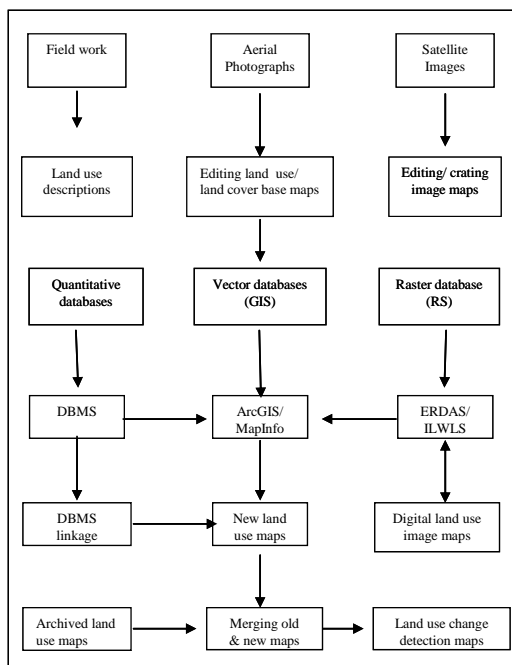 Field work
Aerial
Photographs
Satellite
Images
Land use
descriptions
Editing land use/
land cover base maps
Editing/ crating
image maps
Quantitative
databases
Vector databases
(GIS)
Raster database
(RS)
DBMS
ArcGIS/
MapInfo
ERDAS/
ILWLS
DBMS
linkage
New land
use maps
Digital land use
image maps
Archived land
use maps
Merging old
& new maps
Land use change
detection maps